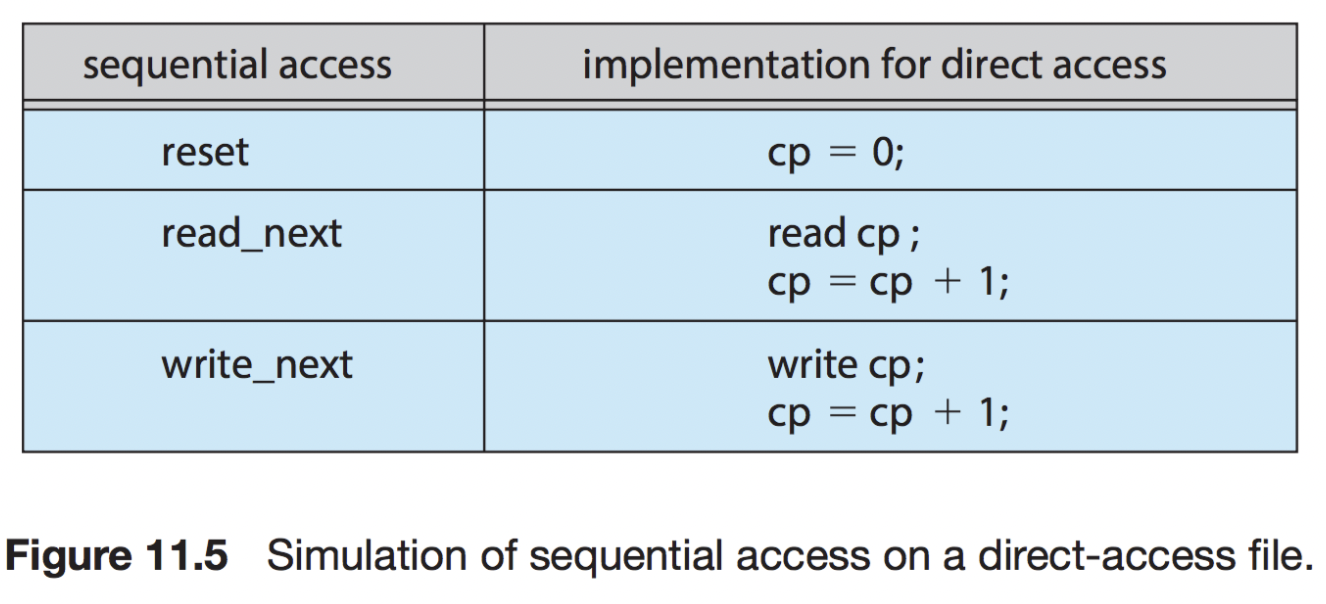 sequential access
implementation for direct access
reset
cp = 0;
read_next
read cp ;
cp = cp + 1;
write_next
write cp;
cp = cp + 1;
Figure 11.5 Simulation of sequential access on a direct-access file.